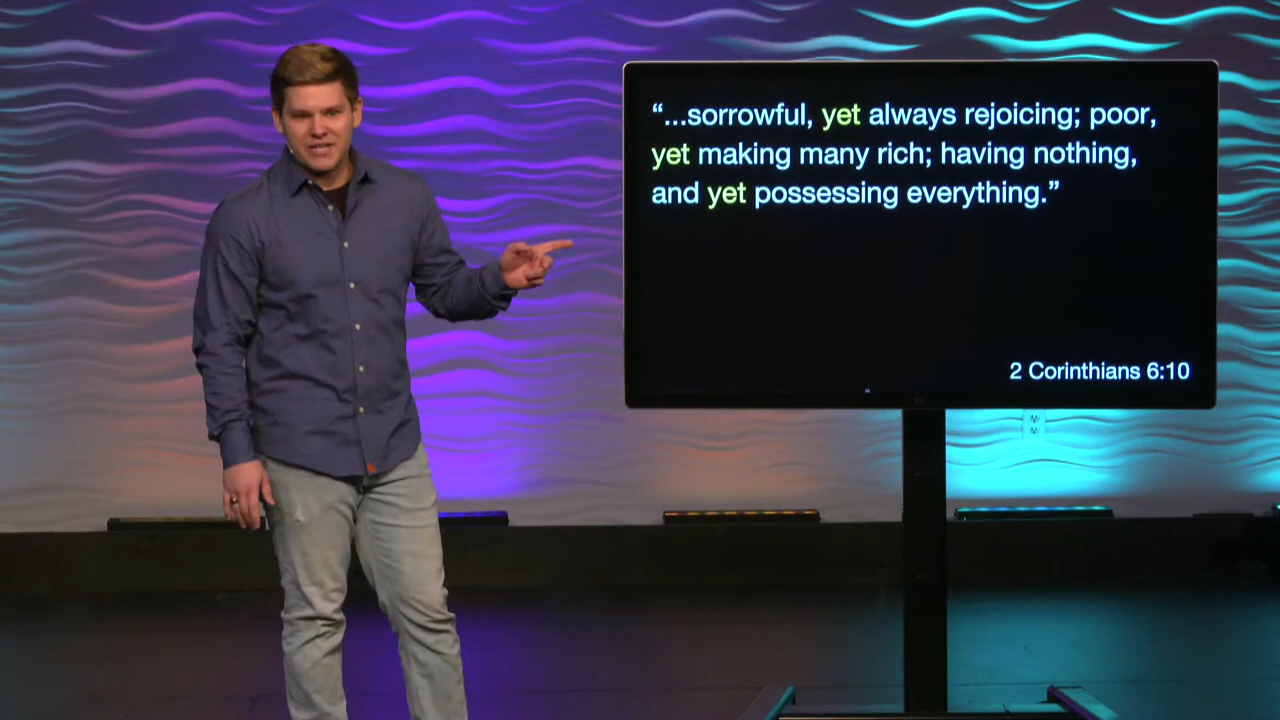 “...sorrowful, yet always rejoicing; poor,
yet making many rich; having nothing,
and yet possessing everything.”
2 Corinthians 6:10